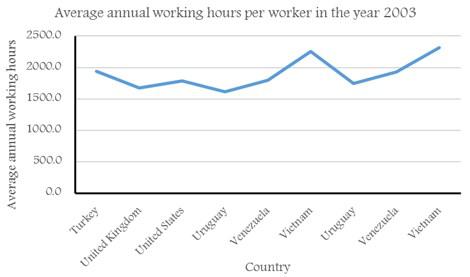 Average annual working hours per worker in the year 2003
Average annual working hours
2500.0
2000.0
1500.0
1000.0
500.0
0.0
Turkey
United Kingdom
United States
Uruguay
Venezuela
Vietnam
Uruguay
Venezuela
Vietnam
Country